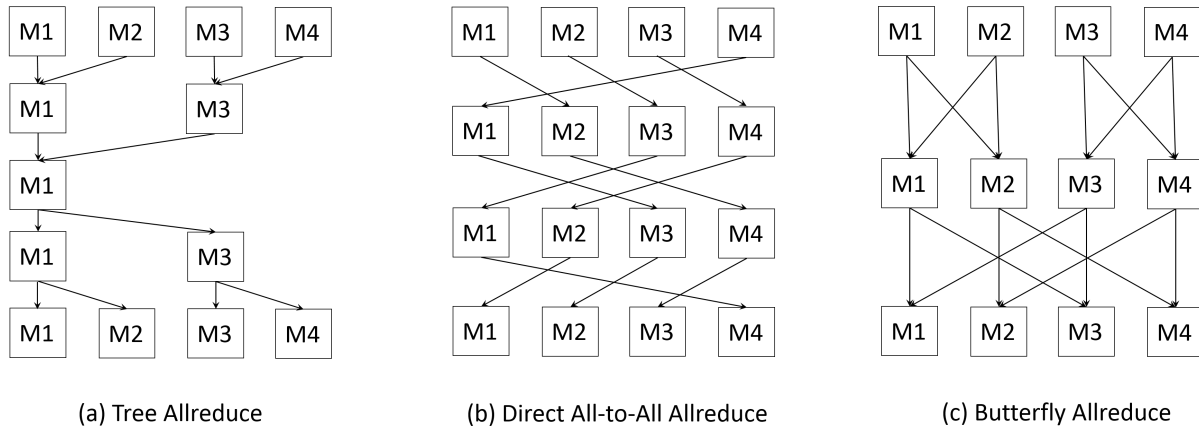 M1 M2 M3 M4
M1 M3
M1
M1 M3
M1 M2 M3 M4
(a) Tree Allreduce
M1 M2 M3 M4
M1 M2 M3 M4
M1 M2 M3 M4
M1 M2 M3 M4
(b) Direct All-to-All Allreduce
M1 M2 M3 M4
M1 M2 M3 M4
M1 M2 M3 M4
(c) Butterfly Allreduce